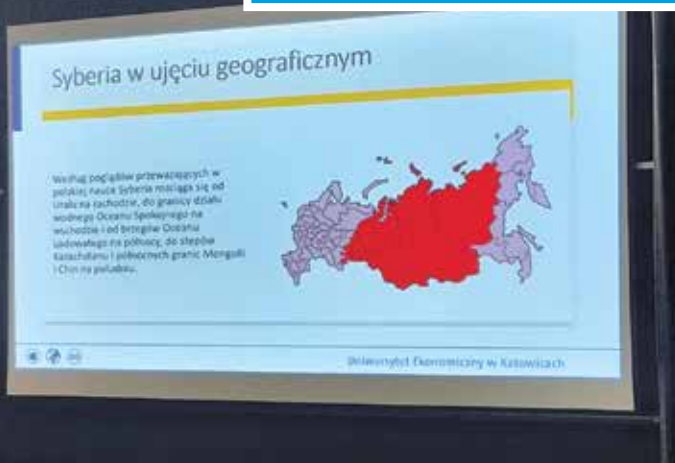 Syberia w ujęciu geograficznym
Według poglądów przeważających w
polskiej nauce Syberia rozciąga się od
Uralu na zachodzie, do granicy działu
wodnego Oceanu Spokojnego na
wschodzie i od brzegów Oceanu
Lodowatego na północy, do stepów
Kazachstanu i północnych granic Mongolii
i Chin na południu.
Uniwersytet Ekonomiczny w Katowicach